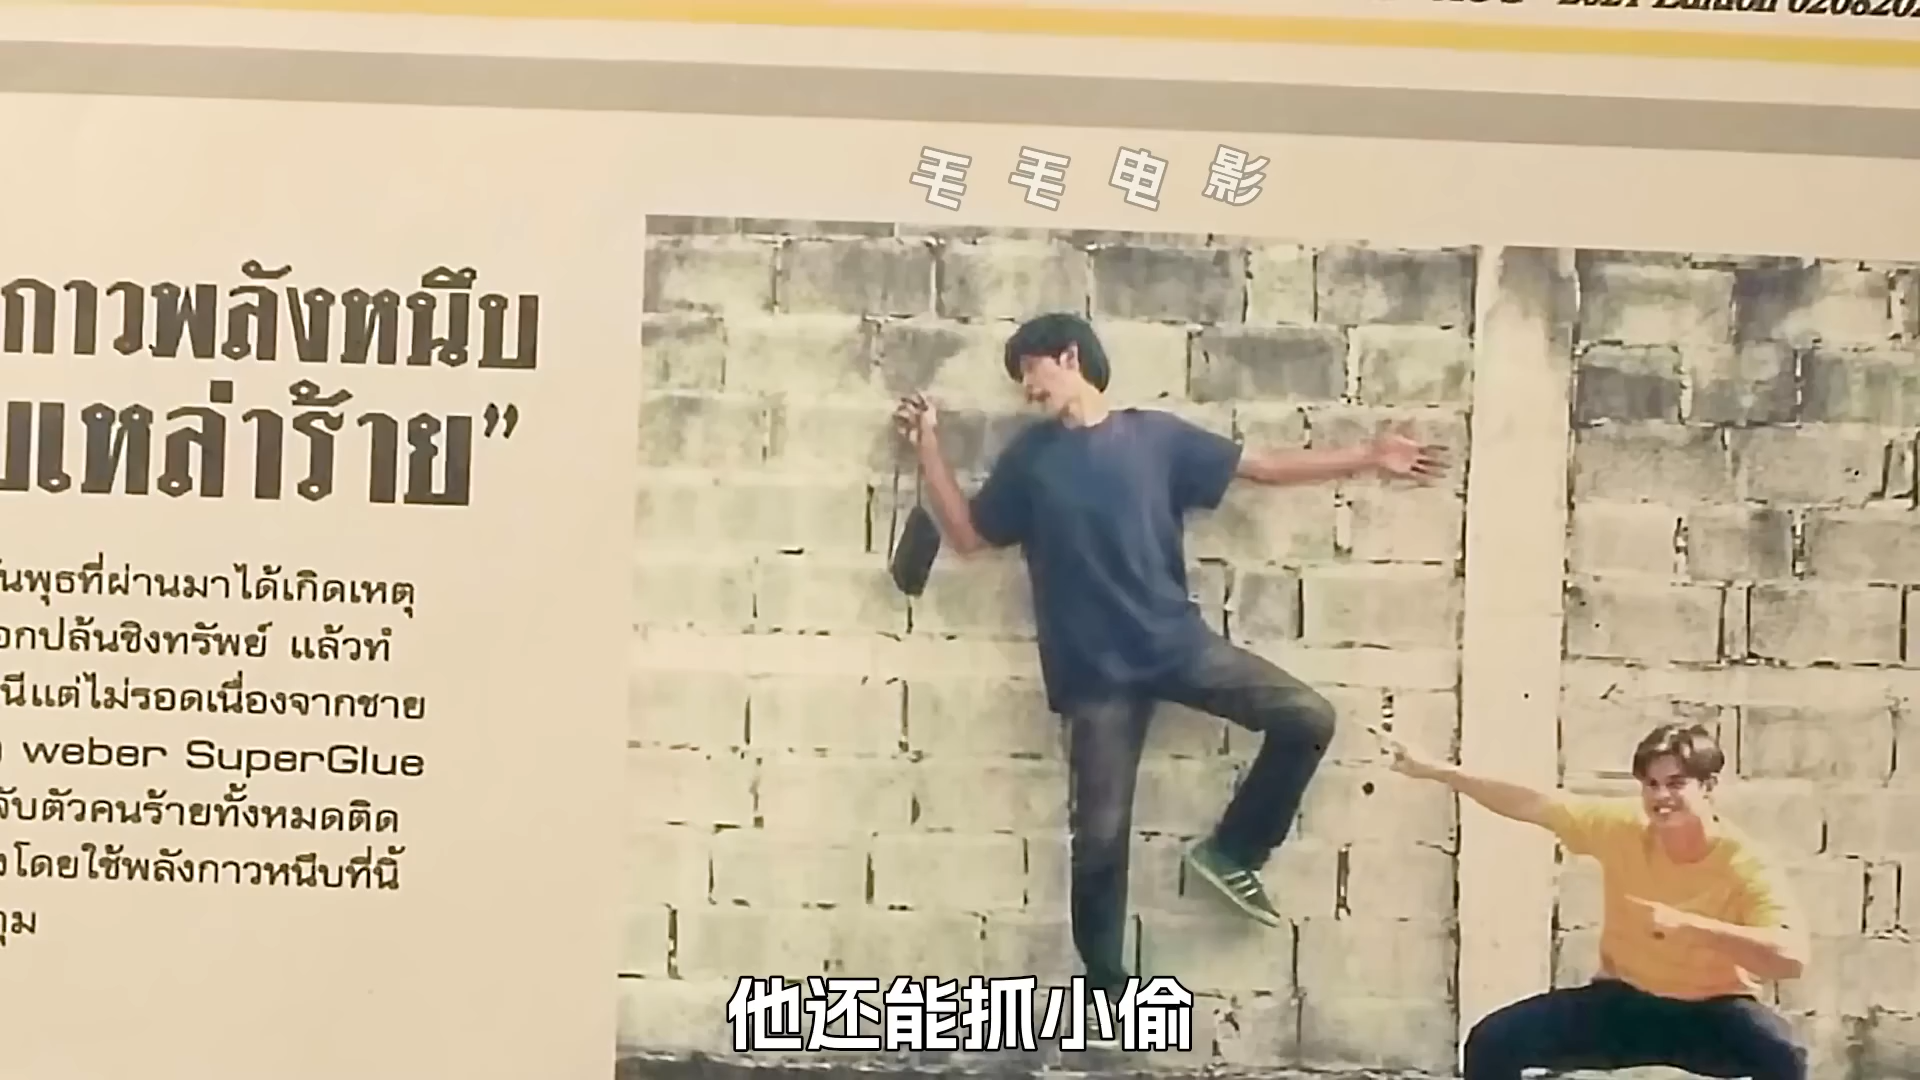 2021 Edition 0208202
毛毛电影
กาวพลังหนึบ
เหล่าร้าย”
นพุธที่ผ่านมาได้เกิดเหตุ
อกปล้นชิงทรัพย์ แล้วทำ
นีแต่ไม่รอดเนื่องจากชาย
weber SuperGlue
จับตัวคนร้ายทั้งหมดติด
โดยใช้พลังกาวหนึบที่นิ้
ุม
他还能抓小偷